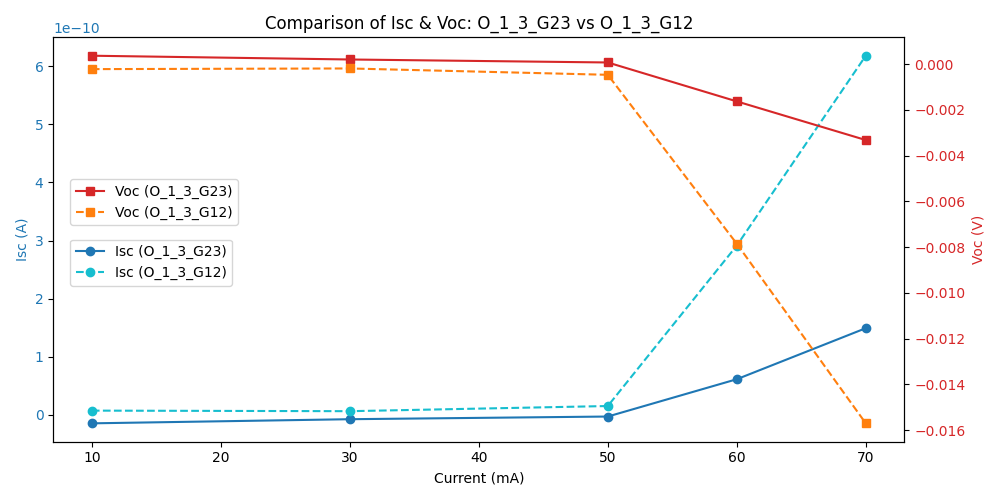 Comparison of Isc & Voc: O_1_3_G23 vs O_1_3_G12
1e−10
6
5
4
3
2
1
0
Isc (A)
Voc (O_1_3_G23)
Voc (O_1_3_G12)
Isc (O_1_3_G23)
Isc (O_1_3_G12)
0.000
−0.002
−0.004
−0.006
−0.008
−0.010
−0.012
−0.014
−0.016
Voc (V)
10 20 30 40 50 60 70
Current (mA)